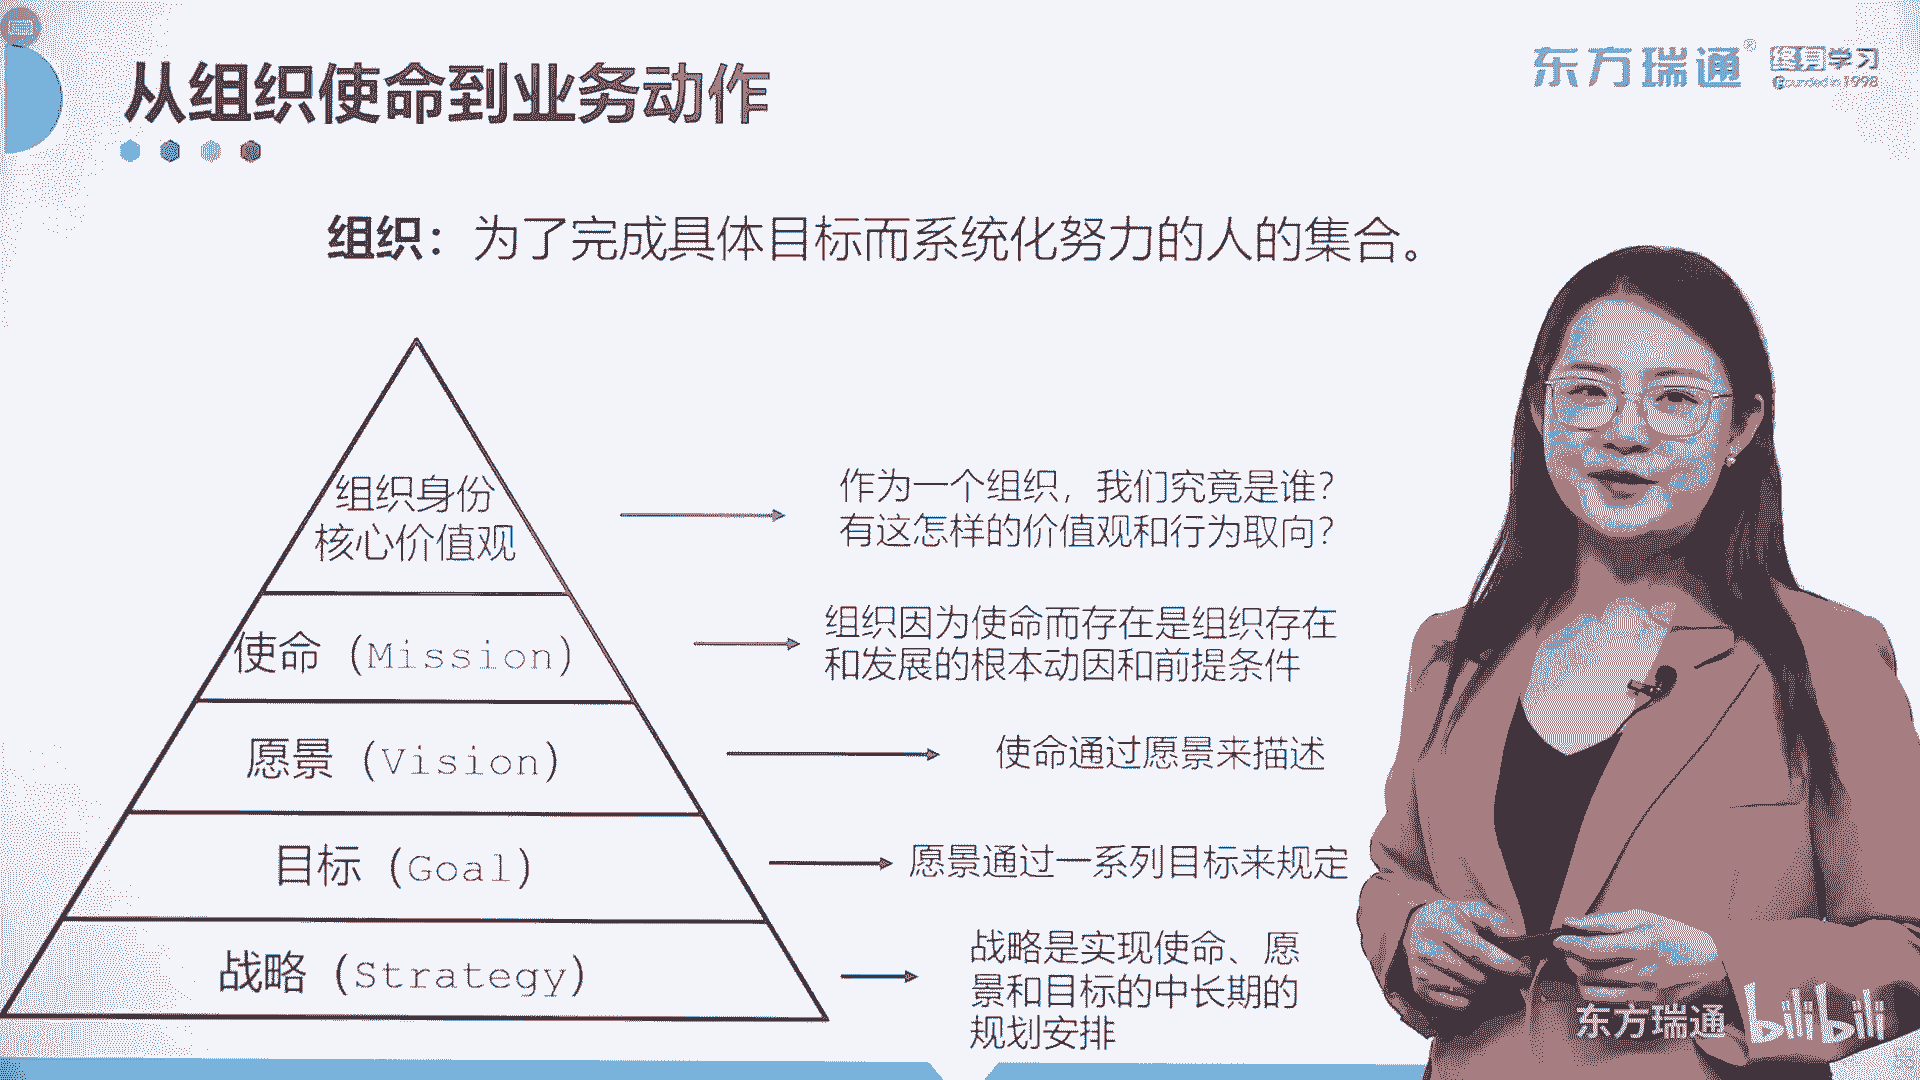 从组织使命到业务动作
东方瑞通® 终身学习
Founded in 1998
组织：为了完成具体目标而系统化努力的人的集合。
组织身份
核心价值观
作为一个组织，我们究竟是谁？
有这怎样的价值观和行为取向？
使命（Mission）
组织因为使命而存在是组织存在
和发展的根本动因和前提条件
愿景（Vision）
使命通过愿景来描述
目标（Goal）
愿景通过一系列目标来规定
战略（Strategy）
战略是实现使命、愿
景和目标的中长期的
规划安排
东方瑞通 bilibili